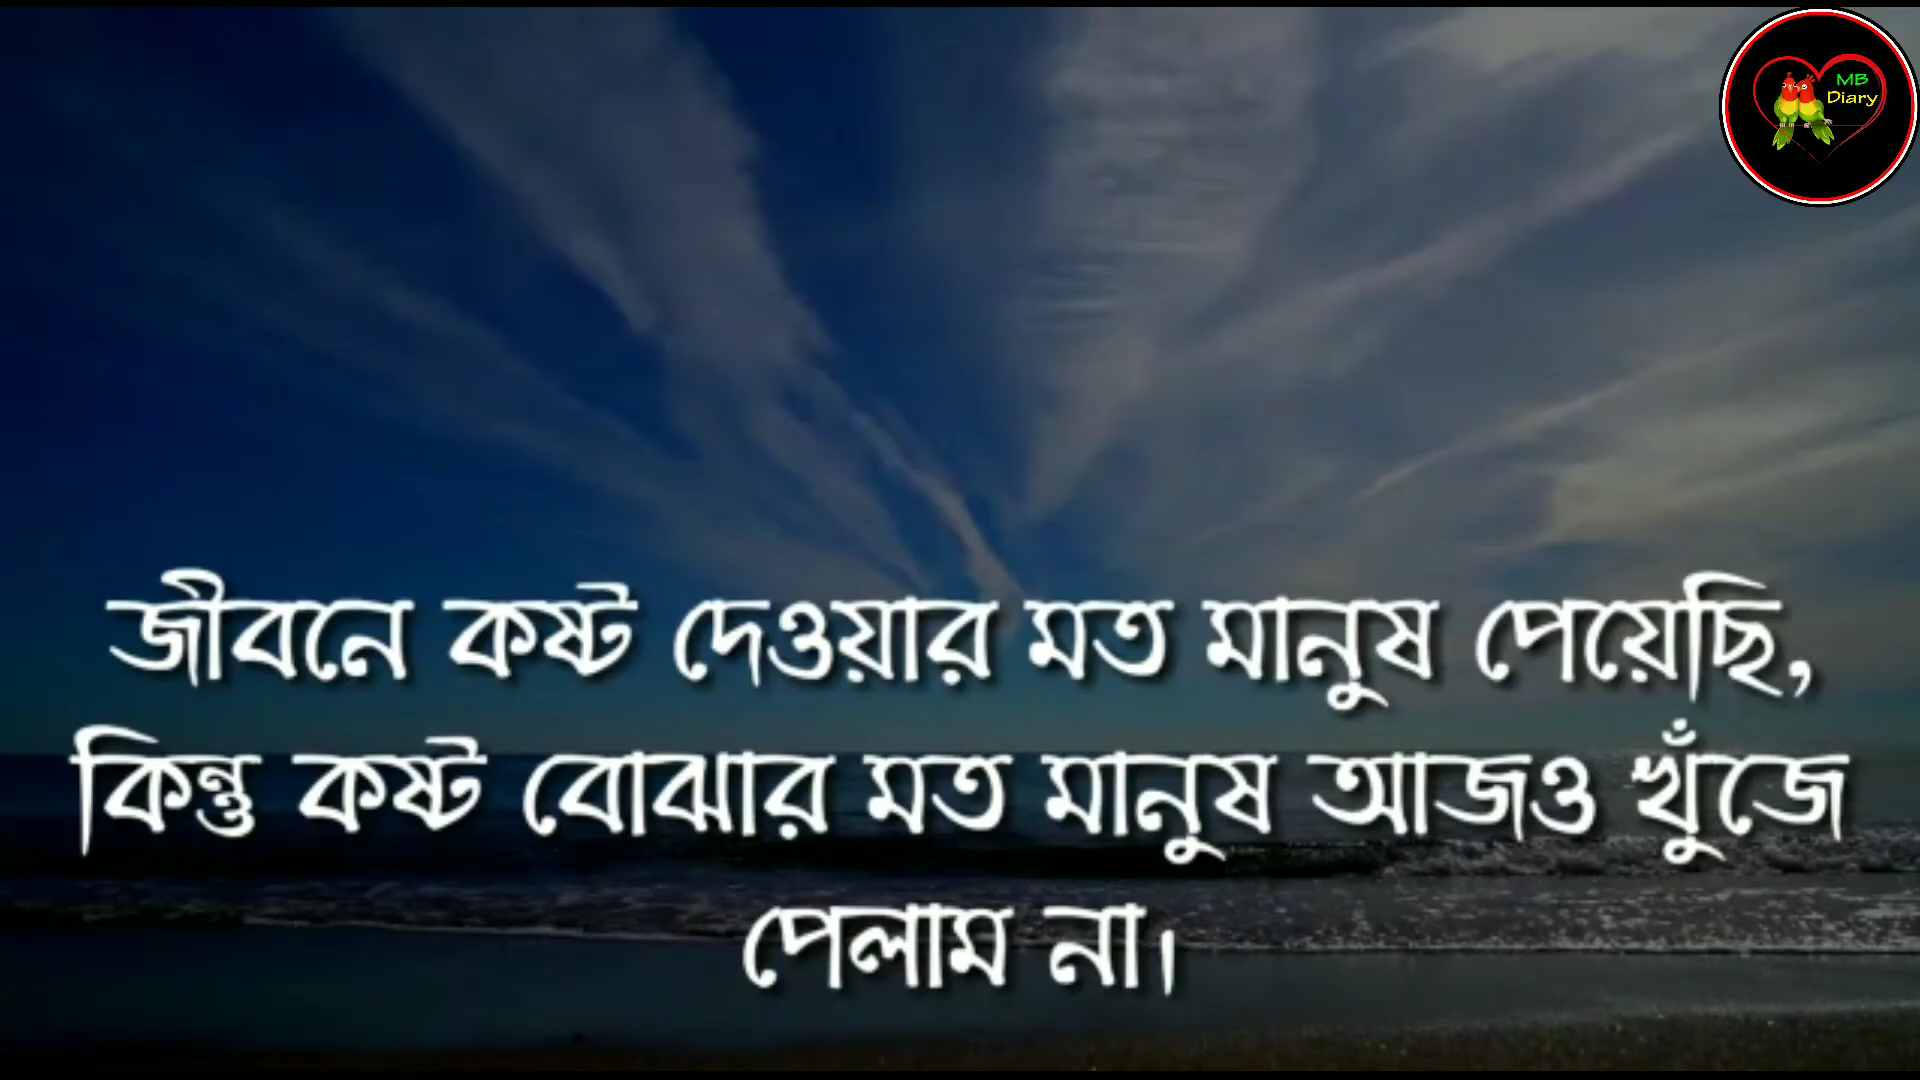 MB
Diary
জীবনে কষ্ট দেওয়ার মত মানুষ পেয়েছি,
কিন্তু কষ্ট বোঝার মত মানুষ আজও খুঁজে
পেলাম না।